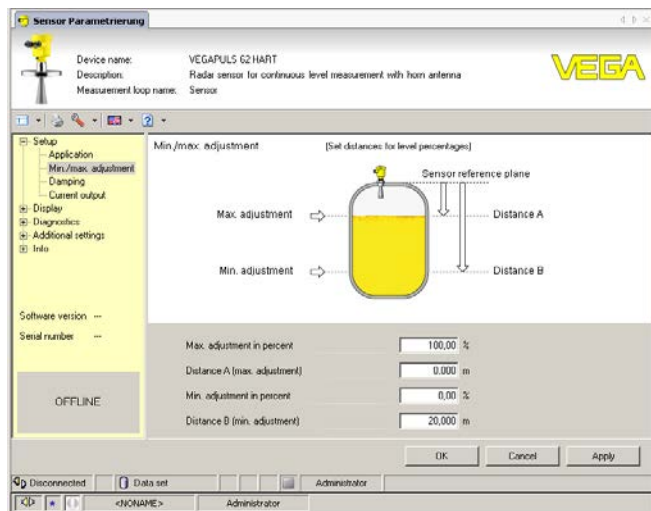 Sensor Parametrierung
Device name: VEGAPULS 62 HART
Description: Radar sensor for continuous level measurement with horn antenna
Measurement loop name: Sensor
VEGA
Setup
Application
Min./max. adjustment
Damping
Current output
Display
Diagnostics
Additional settings
Info
Software version ---
Serial number ---
OFFLINE
Min./max. adjustment (Set distances for level percentages)
Sensor reference plane
Max. adjustment Distance A
Min. adjustment Distance B
Max. adjustment in percent 100,00 %
Distance A (max. adjustment) 0.000 m
Min. adjustment in percent 0,00 %
Distance B (min. adjustment) 20,000 m
OK Cancel Apply
Disconnected Data set Administrator
<NONAME> Administrator